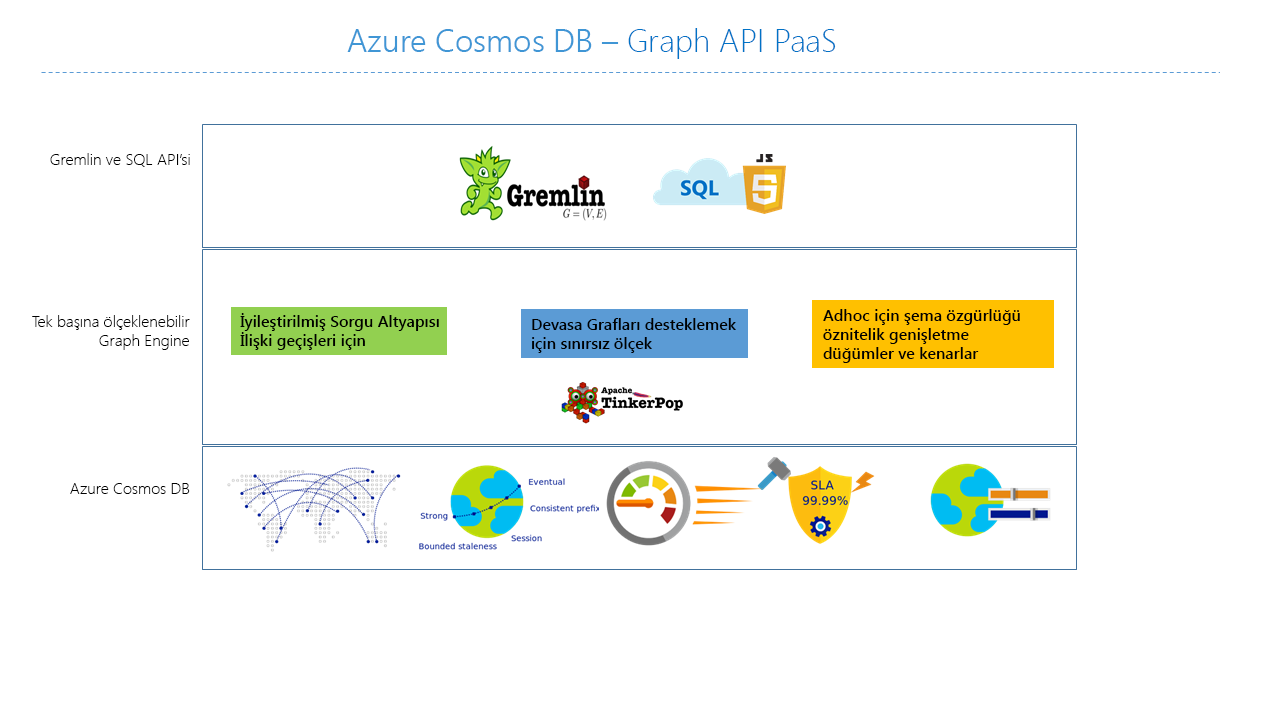 Azure Cosmos DB – Graph API PaaS
Gremlin ve SQL API’si
Gremlin
G = (V, E)
SQL
JS
5
Tek başına ölçeklenebilir
Graph Engine
İyileştirilmiş Sorgu Altyapısı
İlişki geçişleri için
Devasa Grafları desteklemek
için sınırsız ölçek
Adhoc için şema özgürlüğü
öznitelik genişletme
düğümler ve kenarlar
Apache
TinkerPop
Azure Cosmos DB
Eventual
Consistent prefix
Strong
Session
Bounded staleness
SLA
99.99%